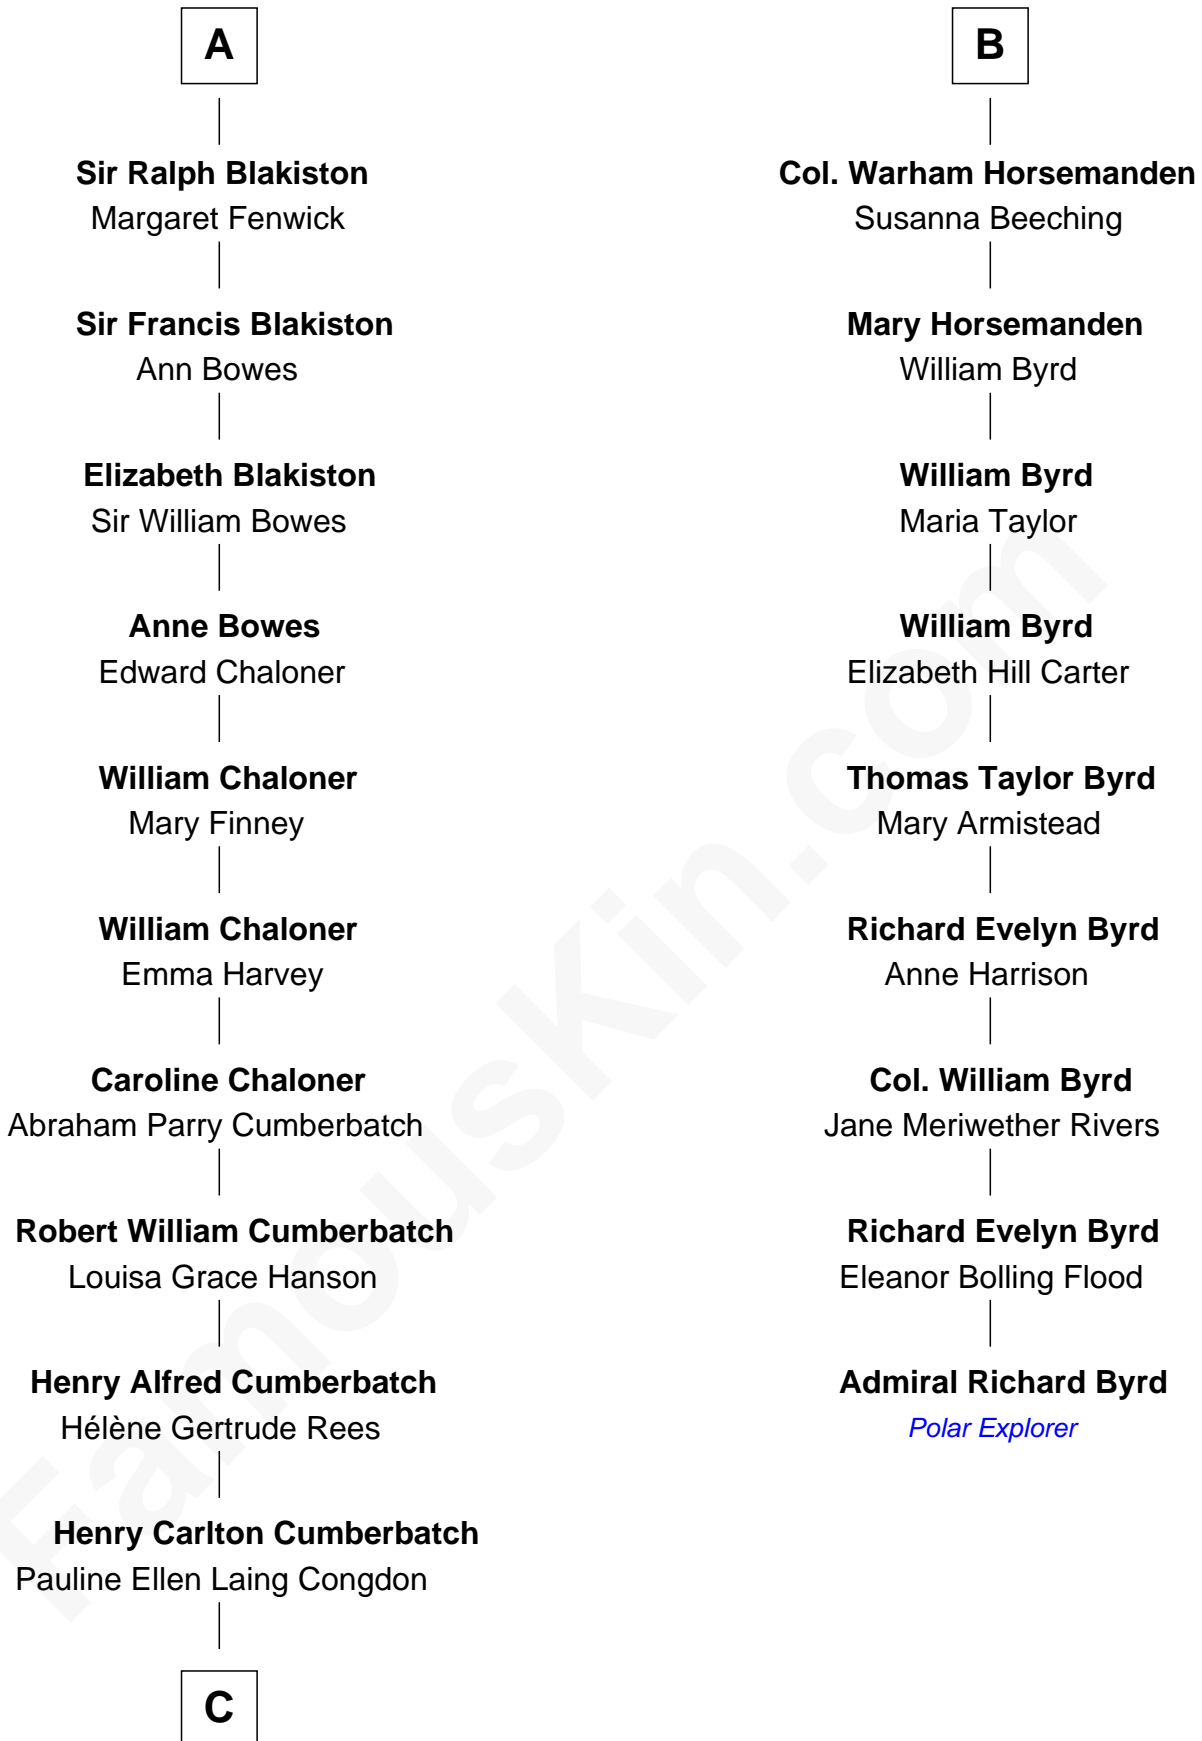 A
Sir Ralph Blakiston
Margaret Fenwick
Sir Francis Blakiston
Ann Bowes
Elizabeth Blakiston
Sir William Bowes
Anne Bowes
Edward Chaloner
William Chaloner
Mary Finney
William Chaloner
Emma Harvey
Caroline Chaloner
Abraham Parry Cumberbatch
Robert William Cumberbatch
Louisa Grace Hanson
Henry Alfred Cumberbatch
Hélène Gertrude Rees
Henry Carlton Cumberbatch
Pauline Ellen Laing Congdon
C
B
Col. Warham Horsemanden
Susanna Beeching
Mary Horsemanden
William Byrd
William Byrd
Maria Taylor
William Byrd
Elizabeth Hill Carter
Thomas Taylor Byrd
Mary Armistead
Richard Evelyn Byrd
Anne Harrison
Col. William Byrd
Jane Meriwether Rivers
Richard Evelyn Byrd
Eleanor Bolling Flood
Admiral Richard Byrd
Polar Explorer
FamousKin.com